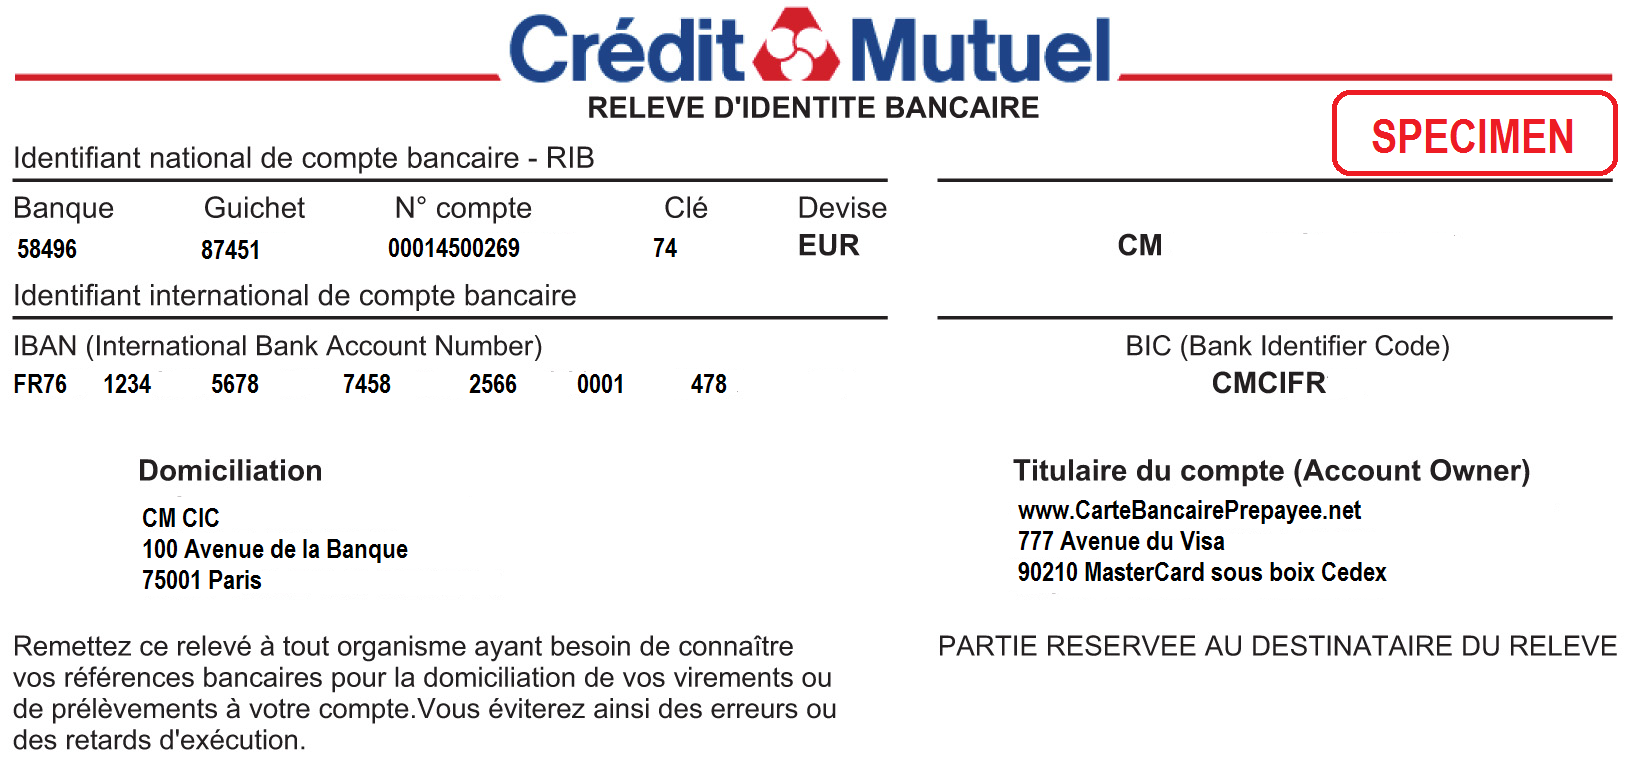 Crédit Mutuel
RELEVE D'IDENTITE BANCAIRE
SPECIMEN
Identifiant national de compte bancaire - RIB
Banque Guichet N° compte Clé Devise
58496 87451 00014500269 74 EUR CM
Identifiant international de compte bancaire
IBAN (International Bank Account Number) BIC (Bank Identifier Code)
FR76 1234 5678 7458 2566 0001 478 CMCIFR
Domiciliation
CM CIC
100 Avenue de la Banque
75001 Paris
Titulaire du compte (Account Owner)
www.CarteBancairePrepayee.net
777 Avenue du Visa
90210 MasterCard sous boix Cedex
Remettez ce relevé à tout organisme ayant besoin de connaître
vos références bancaires pour la domiciliation de vos virements ou
de prélèvements à votre compte.Vous éviterez ainsi des erreurs ou
des retards d'exécution.
PARTIE RESERVEE AU DESTINATAIRE DU RELEVE